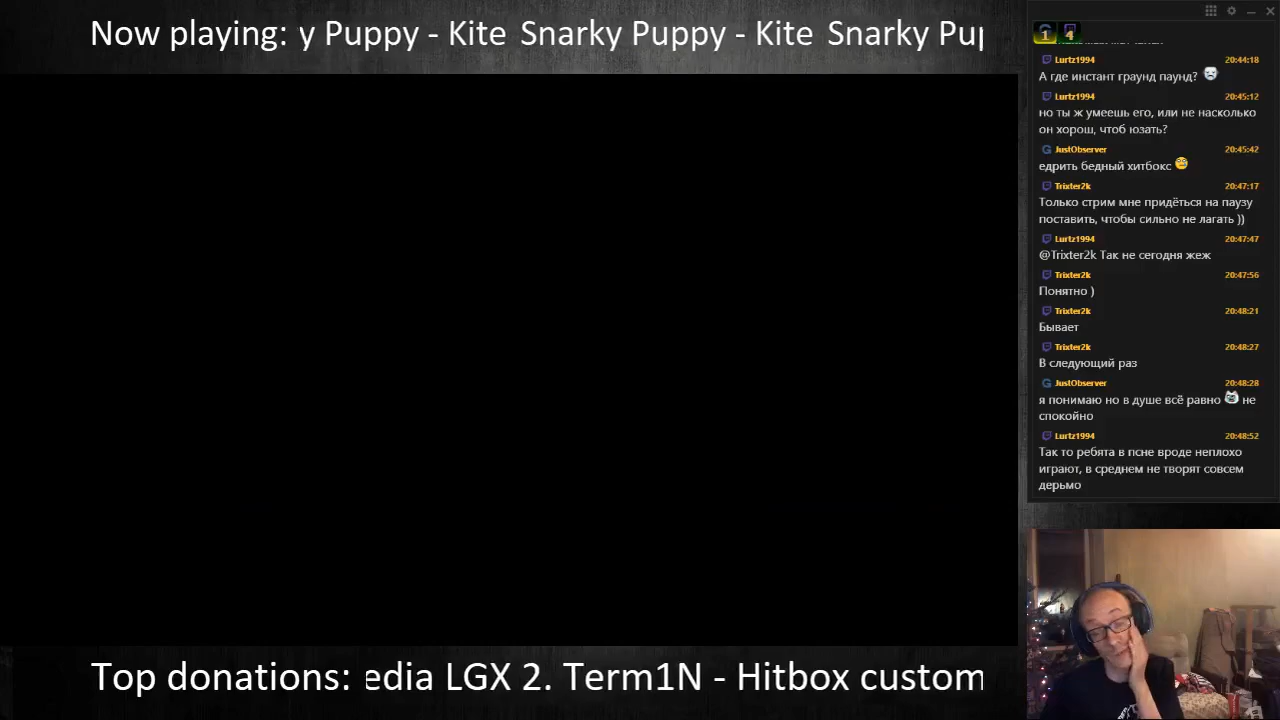 Now playing: y Puppy - Kite Snarky Puppy - Kite Snarky Pup
1 4
Lurtz1994 20:44:18
А где инстант граунд паунд?
Lurtz1994 20:45:12
но ты ж умеешь его, или не насколько
он хорош, чтоб юзать?
JustObserver 20:45:42
едрить бедный хитбокс
Trixter2k 20:47:17
Только стрим мне придёться на паузу
поставить, чтобы сильно не лагать ))
Lurtz1994 20:47:47
@Trixter2k Так не сегодня жеж
Trixter2k 20:47:56
Понятно )
Trixter2k 20:48:21
Бывает
Trixter2k 20:48:27
В следующий раз
JustObserver 20:48:28
я понимаю но в душе всё равно не
спокойно
Lurtz1994 20:48:52
Так то ребята в псне вроде неплохо
играют, в среднем не творят совсем
дерьмо
Top donations: edia LGX 2. Term1N - Hitbox custom